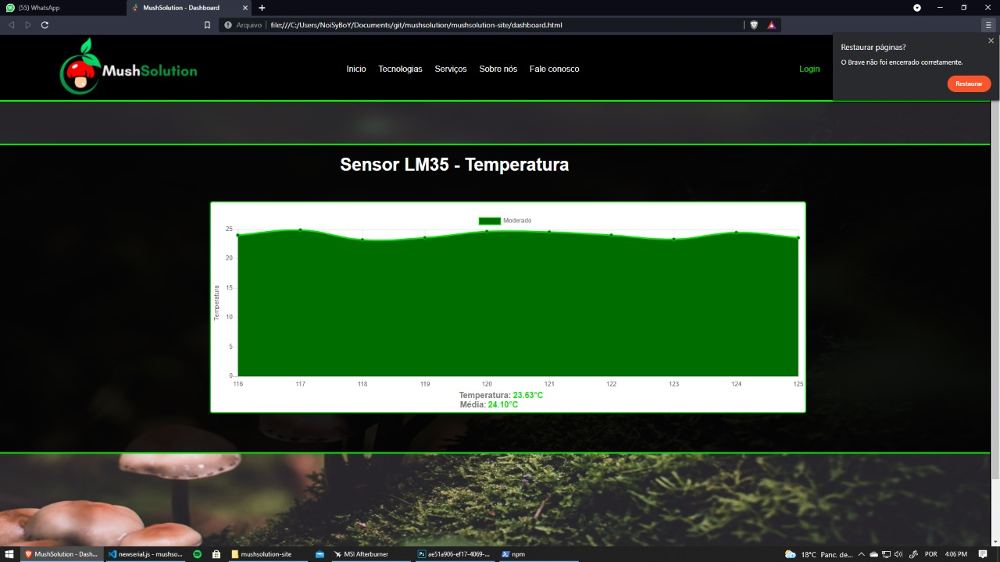 (55) WhatsApp
MushSolution - Dashboard
Arquivo
file:///C:/Users/NoiSyBoY/Documents/git/mushsolution/mushsolution-site/dashboard.html
Restaurar páginas?
O Brave não foi encerrado corretamente.
Restaurar
MushSolution
Início Tecnologias Serviços Sobre nós Fale conosco
Login
Sensor LM35 - Temperatura
Moderado
25
20
15
10
5
0
Temperatura
116 117 118 119 120 121 122 123 124 125
Temperatura: 23.63°C
Média: 24.10°C
MushSolution - Dash...
newserial.js - mushso...
mushsolution-site
MSI Afterburner
ae51a906-ef17-4069-...
npm
18°C Panc. de...
POR
4:06 PM